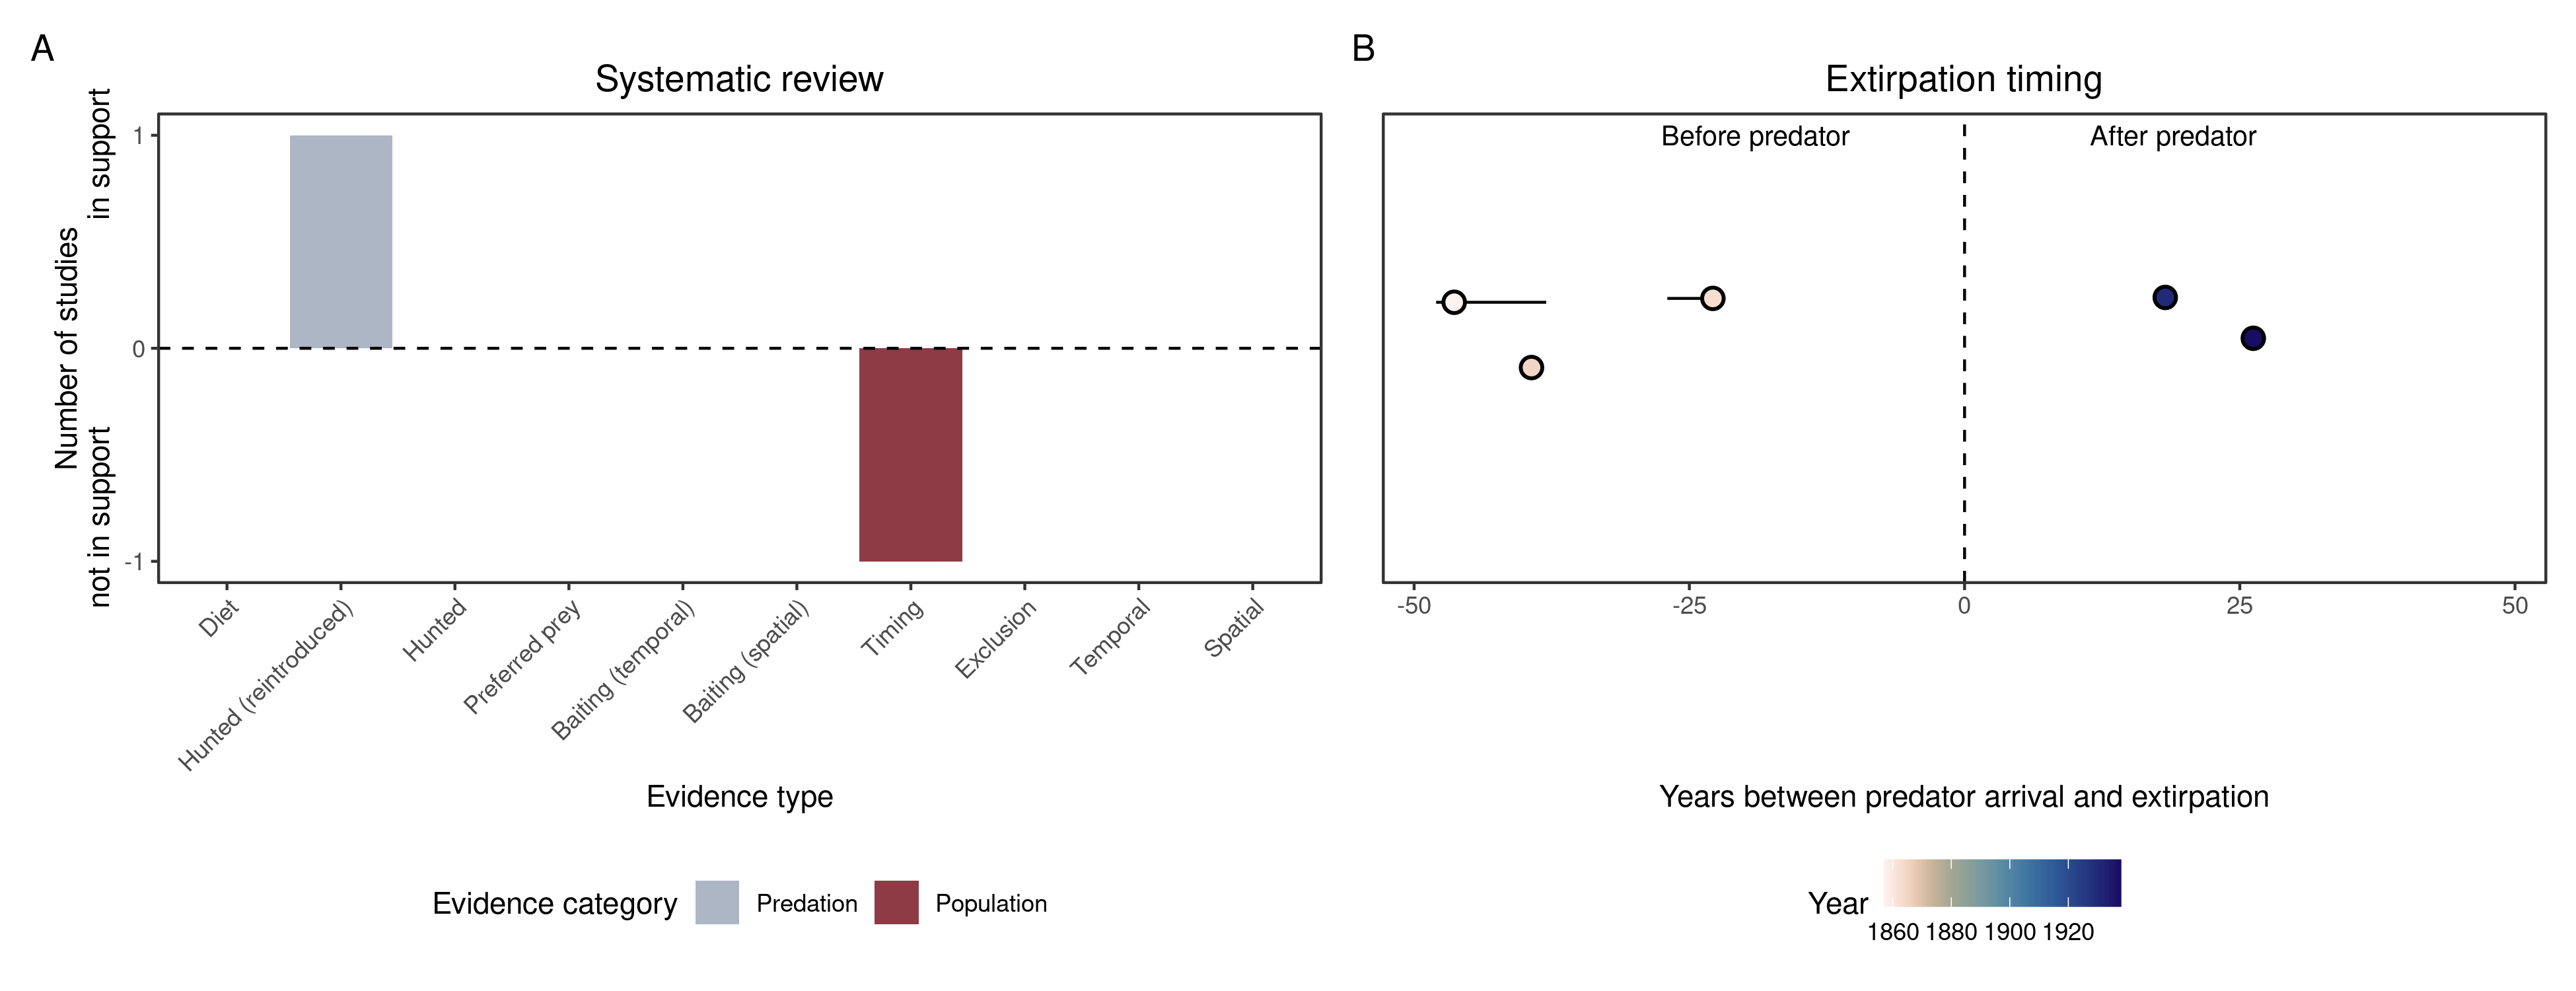 A
Systematic review
Number of studies
not in support
in support
1
0
-1
Diet
Hunted (reintroduced)
Hunted
Preferred prey
Baiting (temporal)
Baiting (spatial)
Timing
Exclusion
Temporal
Spatial
Evidence type
Evidence category
Predation
Population
B
Extirpation timing
Before predator
After predator
-50
-25
0
25
50
Years between predator arrival and extirpation
Year
1860 1880 1900 1920